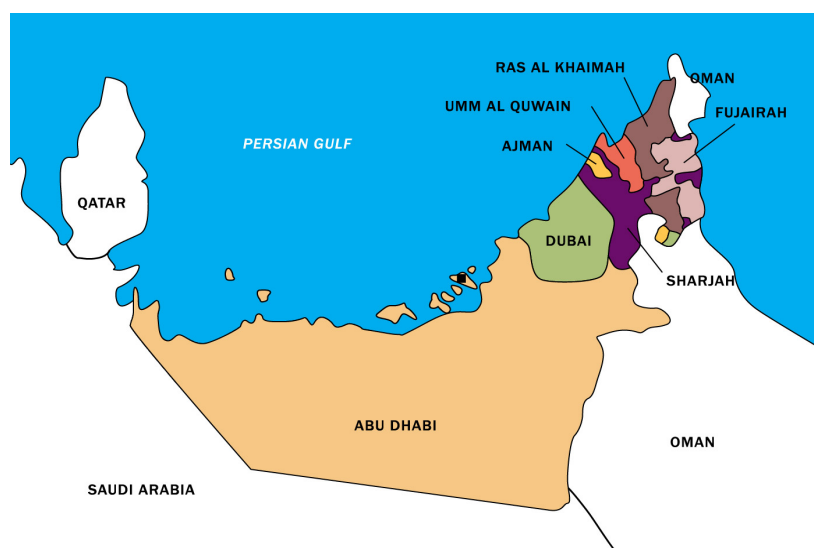 RAS AL KHAIMAH
OMAN
UMM AL QUWAIN
FUJAIRAH
PERSIAN GULF
AJMAN
QATAR
DUBAI
SHARJAH
ABU DHABI
OMAN
SAUDI ARABIA